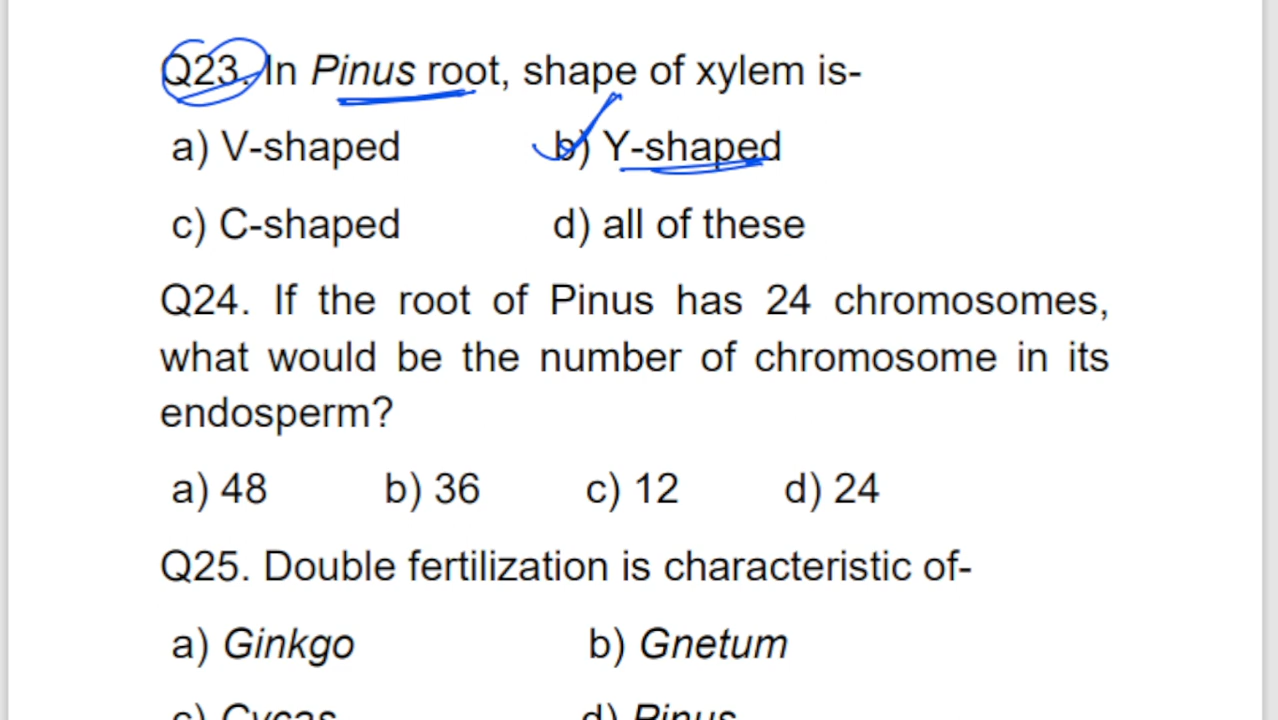 Q23. In Pinus root, shape of xylem is-
a) V-shaped b) Y-shaped
c) C-shaped d) all of these
Q24. If the root of Pinus has 24 chromosomes,
what would be the number of chromosome in its
endosperm?
a) 48 b) 36 c) 12 d) 24
Q25. Double fertilization is characteristic of-
a) Ginkgo b) Gnetum
c) Cycas d) Pinus